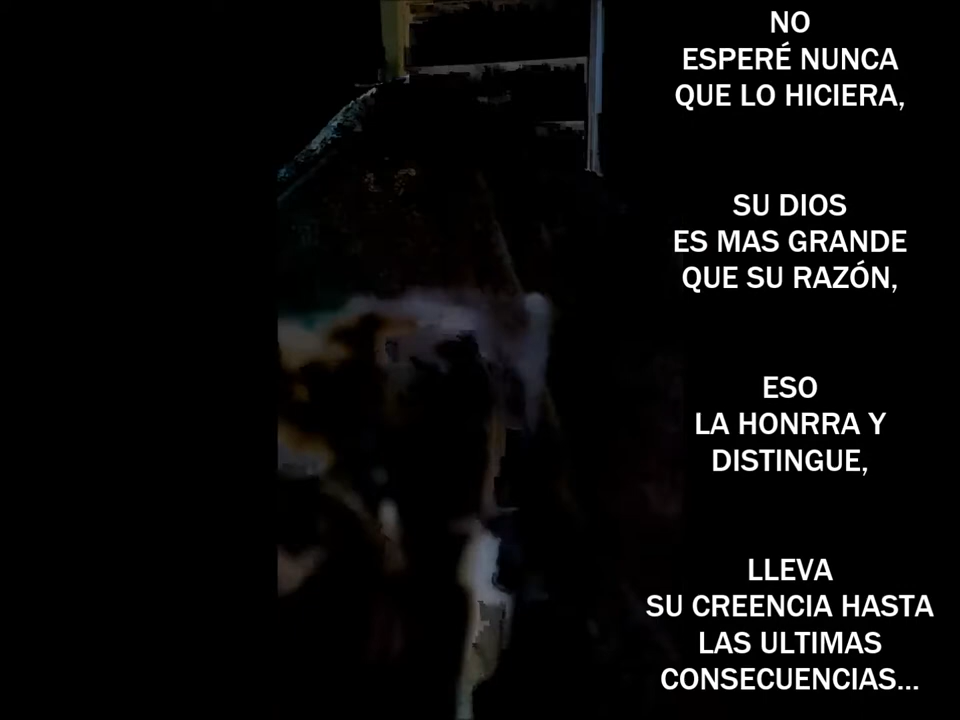 NO
ESPERÉ NUNCA
QUE LO HICIERA,
SU DIOS
ES MAS GRANDE
QUE SU RAZÓN,
ESO
LA HONRRA Y
DISTINGUE,
LLEVA
SU CREENCIA HASTA
LAS ULTIMAS
CONSECUENCIAS...